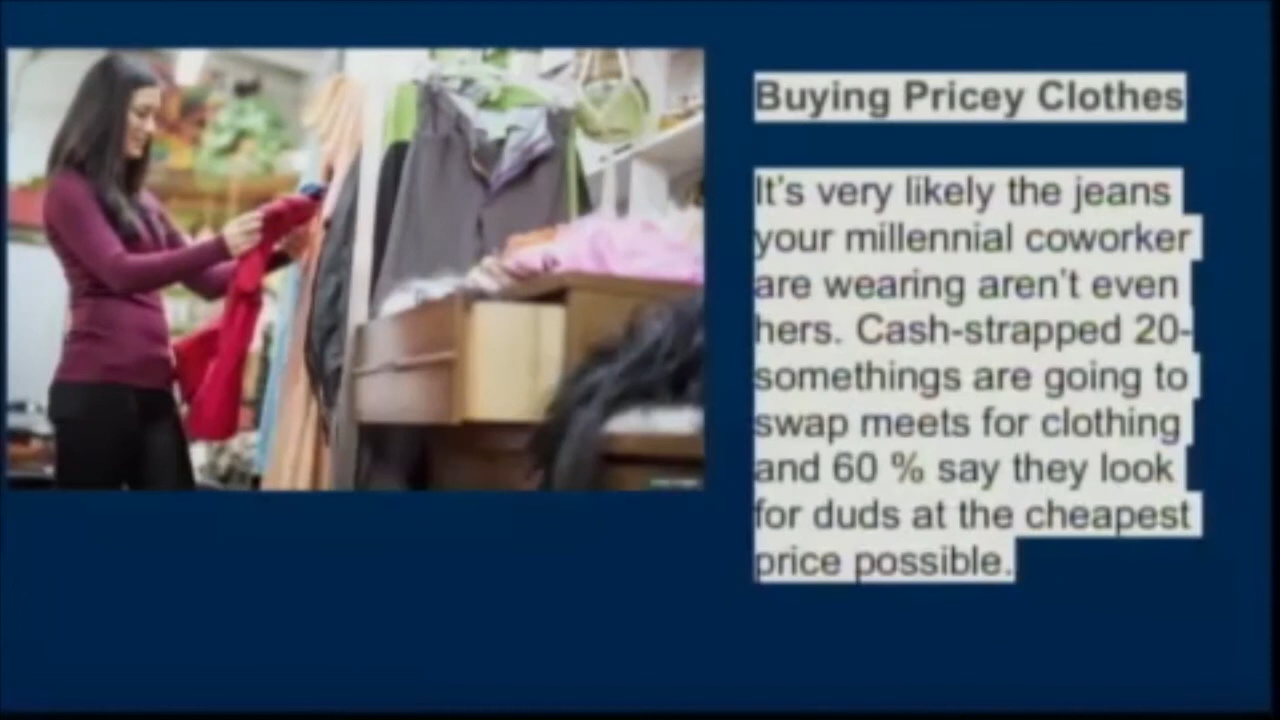 Buying Pricey Clothes
It's very likely the jeans
your millennial coworker
are wearing aren't even
hers. Cash-strapped 20-
somethings are going to
swap meets for clothing
and 60 % say they look
for duds at the cheapest
price possible.